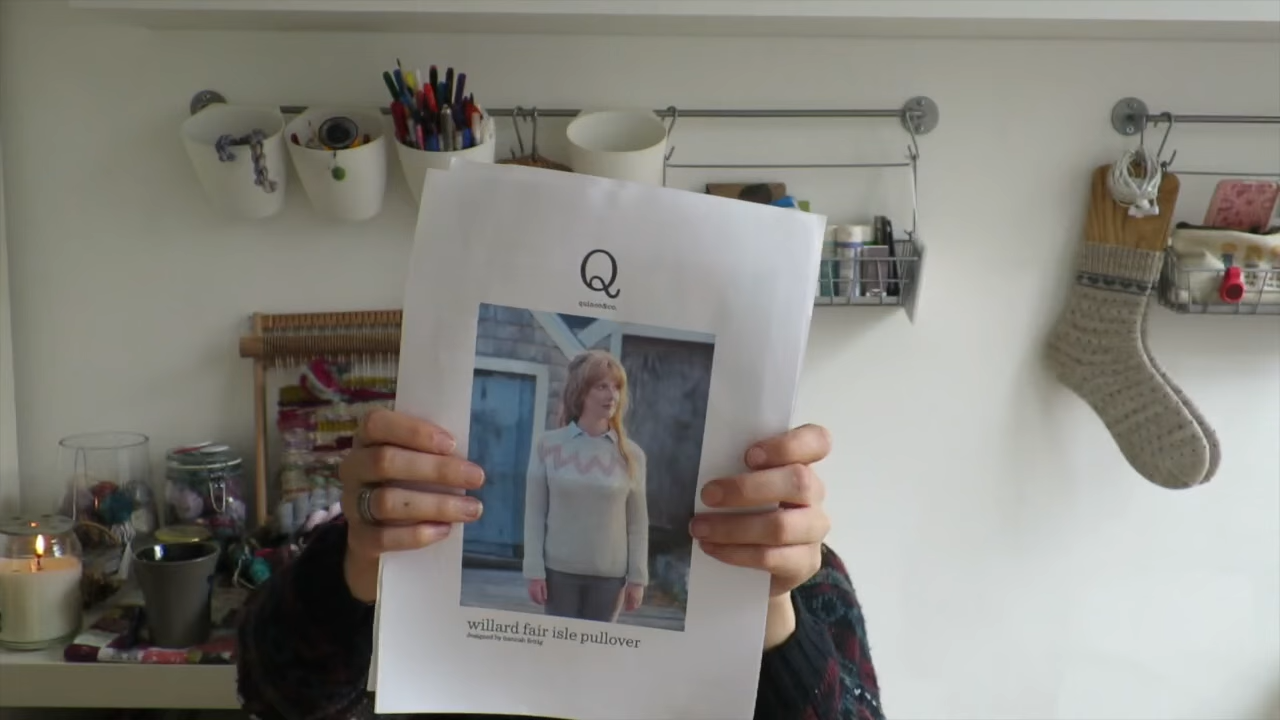 Q
quince&co.
willard fair isle pullover
designed by hannah fettig